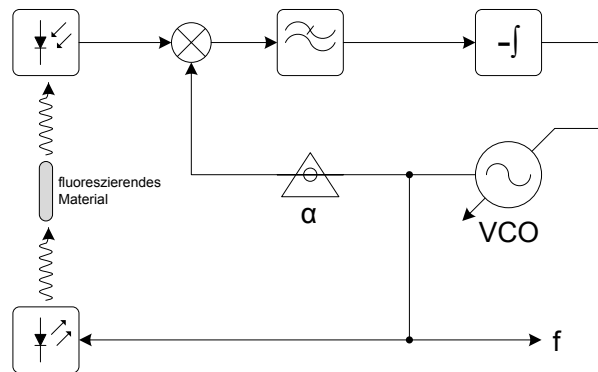 -∫
fluoreszierendes
Material
α
VCO
f